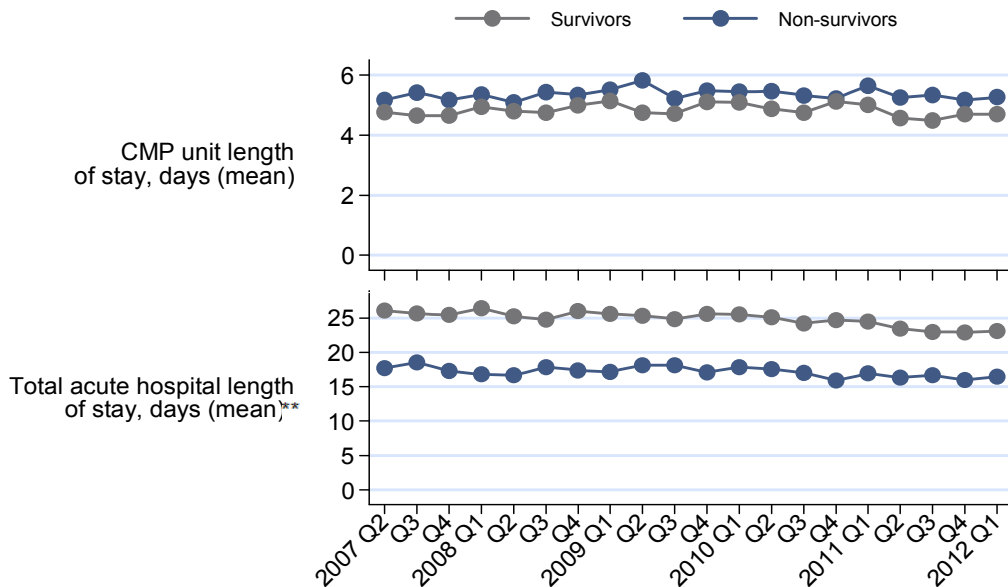 Survivors
Non-survivors
6
4
2
0
CMP unit length
of stay, days (mean)
25
20
15
10
5
0
Total acute hospital length
of stay, days (mean)**
2007 Q2
Q3
Q4
2008 Q1
Q2
Q3
Q4
2009 Q1
Q2
Q3
Q4
2010 Q1
Q2
Q3
Q4
2011 Q1
Q2
Q3
Q4
2012 Q1